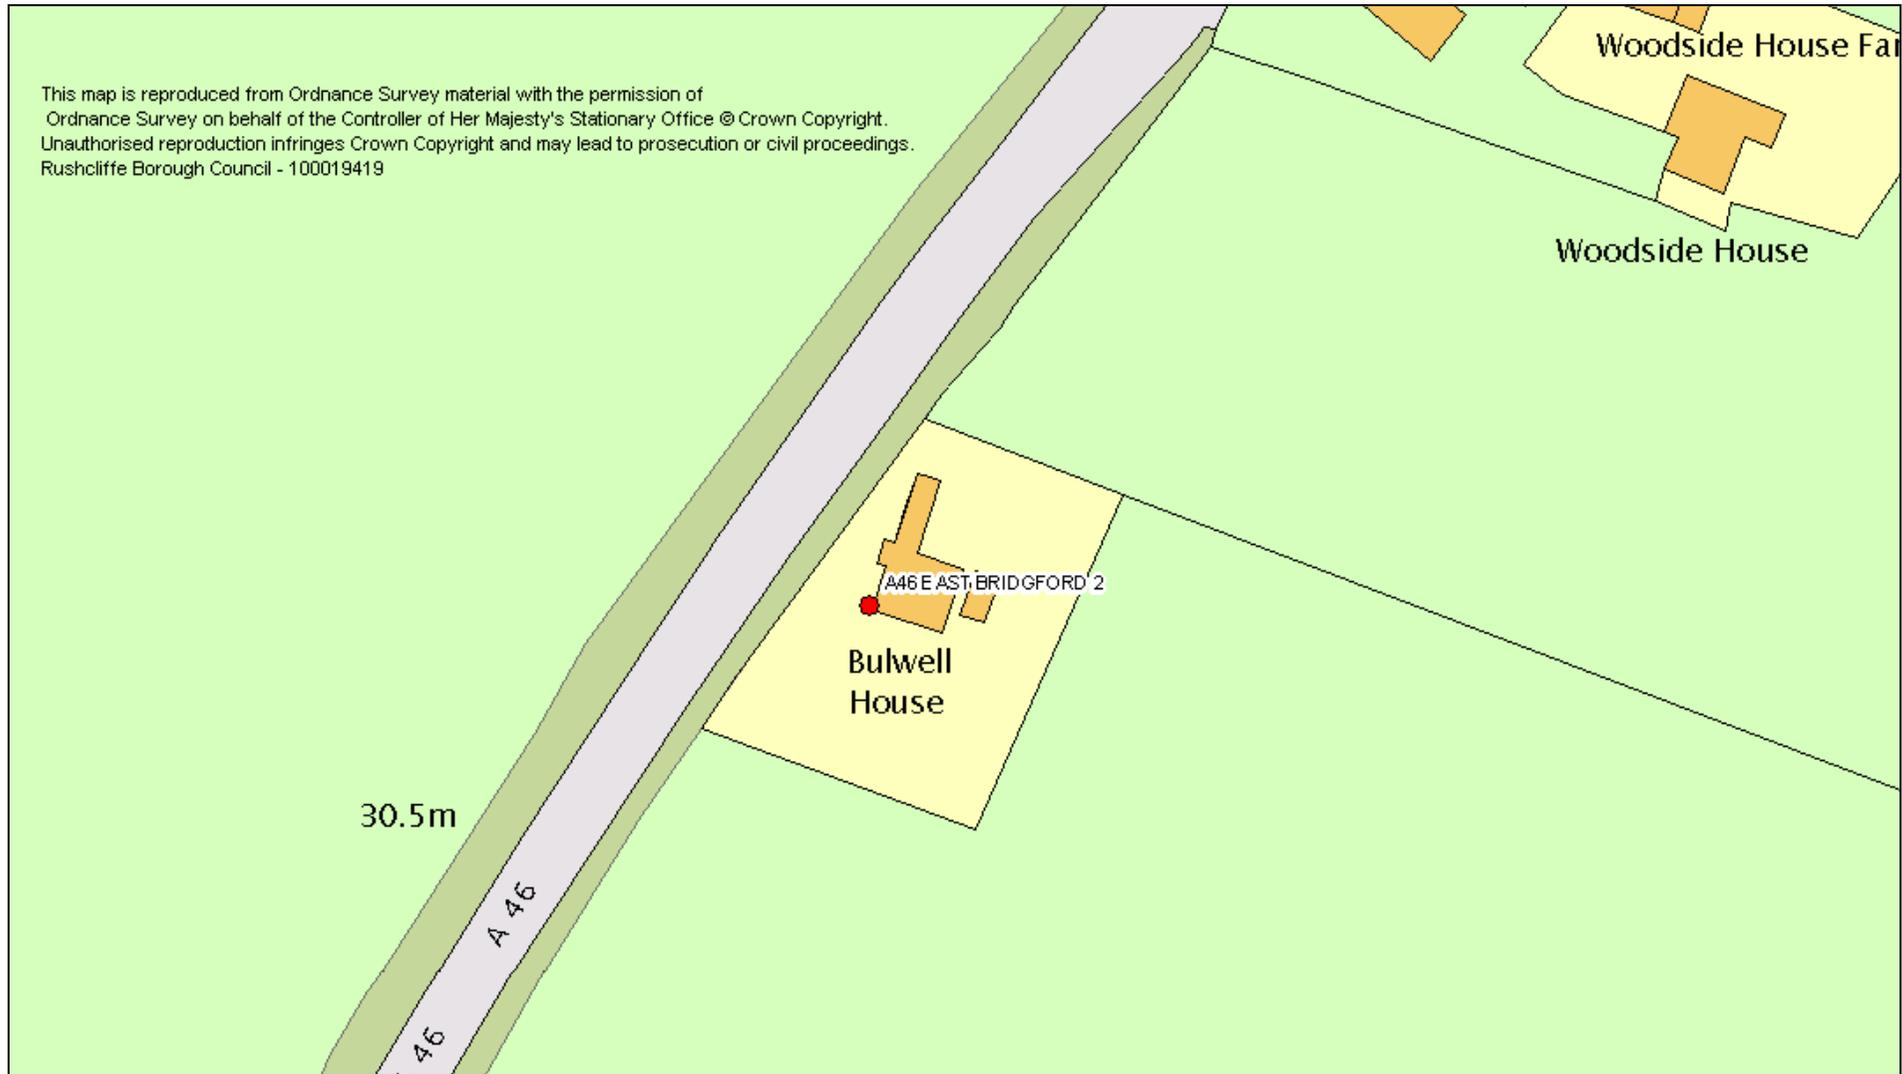 Woodside House Far
This map is reproduced from Ordnance Survey material with the permission of
Ordnance Survey on behalf of the Controller of Her Majesty's Stationary Office © Crown Copyright.
Unauthorised reproduction infringes Crown Copyright and may lead to prosecution or civil proceedings.
Rushcliffe Borough Council - 100019419
Woodside House
A46 EAST BRIDGFORD 2
Bulwell
House
30.5m
A 46
46